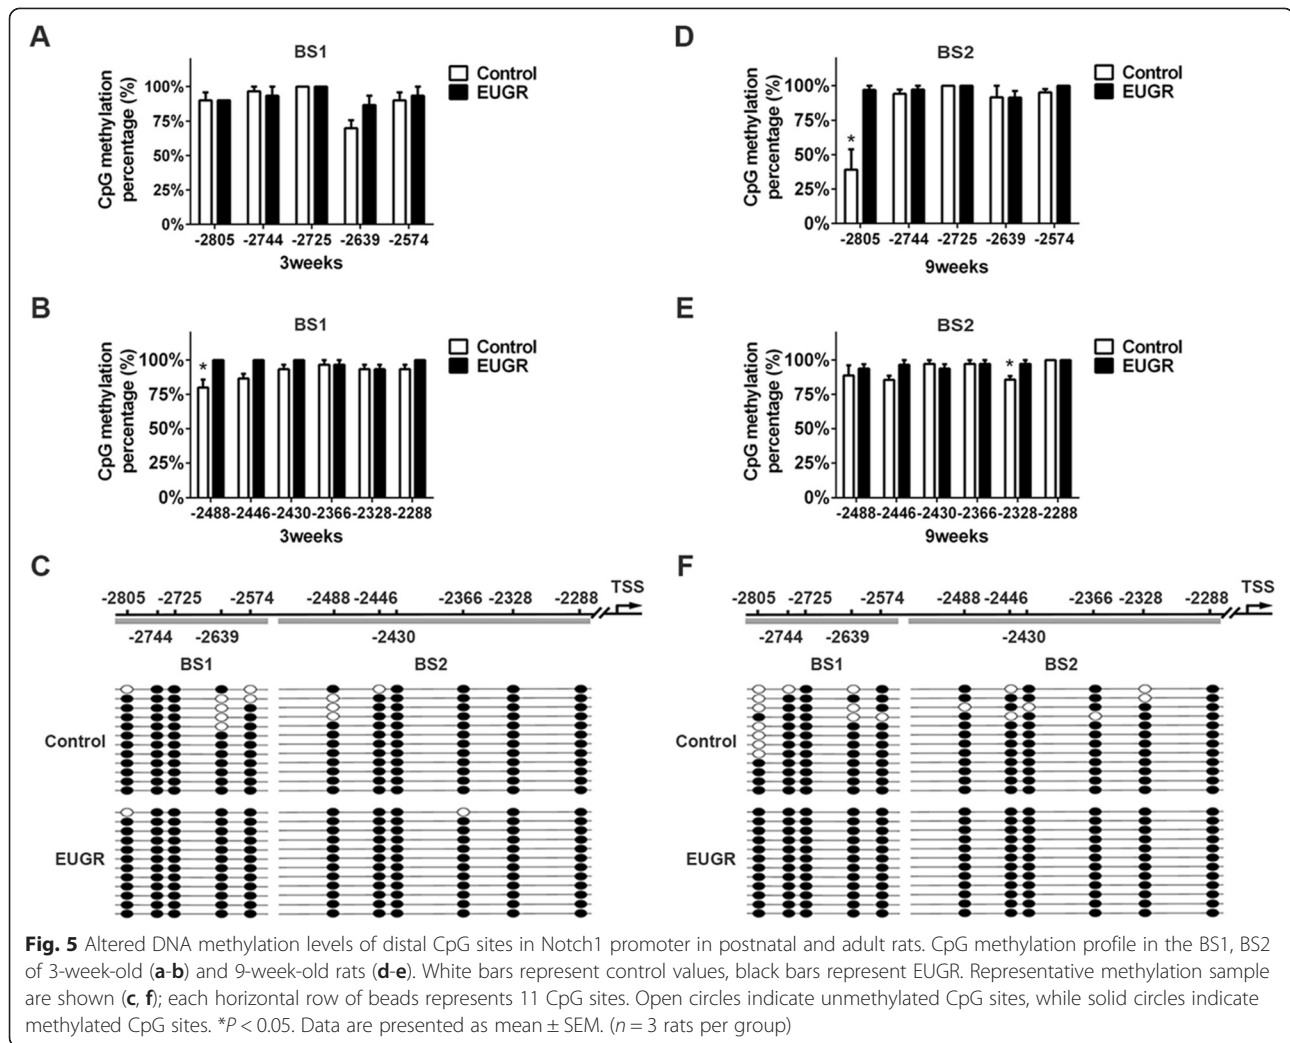 A
BS1
CpG methylation
percentage (%)
100%
75%
50%
25%
0%
Control
EUGR
-2805 -2744 -2725 -2639 -2574
3weeks
D
BS2
CpG methylation
percentage (%)
100%
75%
50%
25%
0%
*
Control
EUGR
-2805 -2744 -2725 -2639 -2574
9weeks
B
BS1
CpG methylation
percentage (%)
100%
75%
50%
25%
0%
*
Control
EUGR
-2488 -2446 -2430 -2366 -2328 -2288
3weeks
E
BS2
CpG methylation
percentage (%)
100%
75%
50%
25%
0%
*
Control
EUGR
-2488 -2446 -2430 -2366 -2328 -2288
9weeks
C
TSS
-2805 -2725 -2574 -2488 -2446 -2366 -2328 -2288
-2744 -2639 -2430
BS1 BS2
Control
EUGR
F
TSS
-2805 -2725 -2574 -2488 -2446 -2366 -2328 -2288
-2744 -2639 -2430
BS1 BS2
Control
EUGR
Fig. 5 Altered DNA methylation levels of distal CpG sites in Notch1 promoter in postnatal and adult rats. CpG methylation profile in the BS1, BS2
of 3-week-old (a-b) and 9-week-old rats (d-e). White bars represent control values, black bars represent EUGR. Representative methylation sample
are shown (c, f); each horizontal row of beads represents 11 CpG sites. Open circles indicate unmethylated CpG sites, while solid circles indicate
methylated CpG sites. *P < 0.05. Data are presented as mean ± SEM. (n = 3 rats per group)